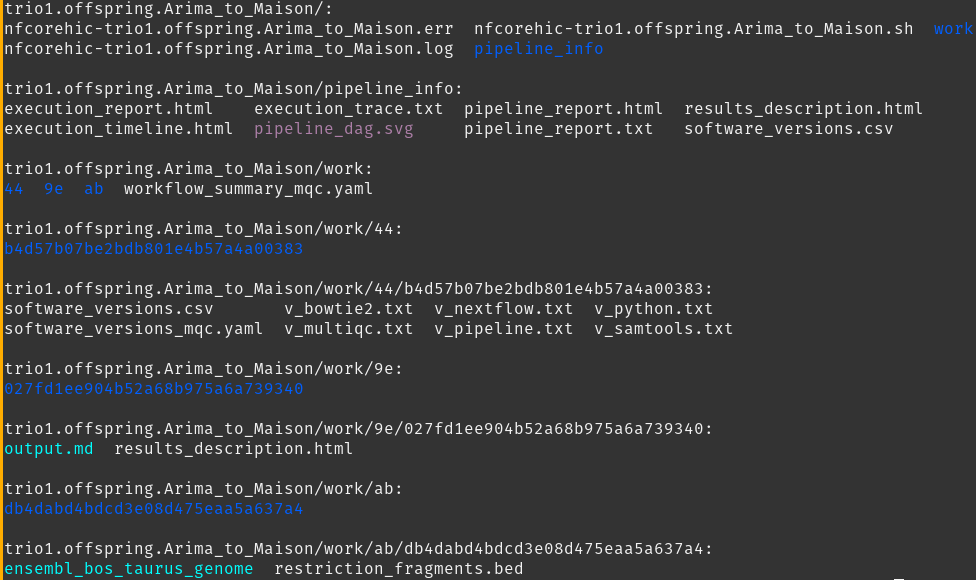 trio1.offspring.Arima_to_Maison/:
nfcorehic-trio1.offspring.Arima_to_Maison.err  nfcorehic-trio1.offspring.Arima_to_Maison.sh  work
nfcorehic-trio1.offspring.Arima_to_Maison.log  pipeline_info
trio1.offspring.Arima_to_Maison/pipeline_info:
execution_report.html    execution_trace.txt  pipeline_report.html  results_description.html
execution_timeline.html  pipeline_dag.svg     pipeline_report.txt   software_versions.csv
trio1.offspring.Arima_to_Maison/work:
44  9e  ab  workflow_summary_mqc.yaml
trio1.offspring.Arima_to_Maison/work/44:
b4d57b07be2bdb801e4b57a4a00383
trio1.offspring.Arima_to_Maison/work/44/b4d57b07be2bdb801e4b57a4a00383:
software_versions.csv       v_bowtie2.txt  v_nextflow.txt  v_python.txt
software_versions_mqc.yaml  v_multiqc.txt  v_pipeline.txt  v_samtools.txt
trio1.offspring.Arima_to_Maison/work/9e:
027fd1ee904b52a68b975a6a739340
trio1.offspring.Arima_to_Maison/work/9e/027fd1ee904b52a68b975a6a739340:
output.md  results_description.html
trio1.offspring.Arima_to_Maison/work/ab:
db4dabd4bdcd3e08d475eaa5a637a4
trio1.offspring.Arima_to_Maison/work/ab/db4dabd4bdcd3e08d475eaa5a637a4:
ensembl_bos_taurus_genome  restriction_fragments.bed